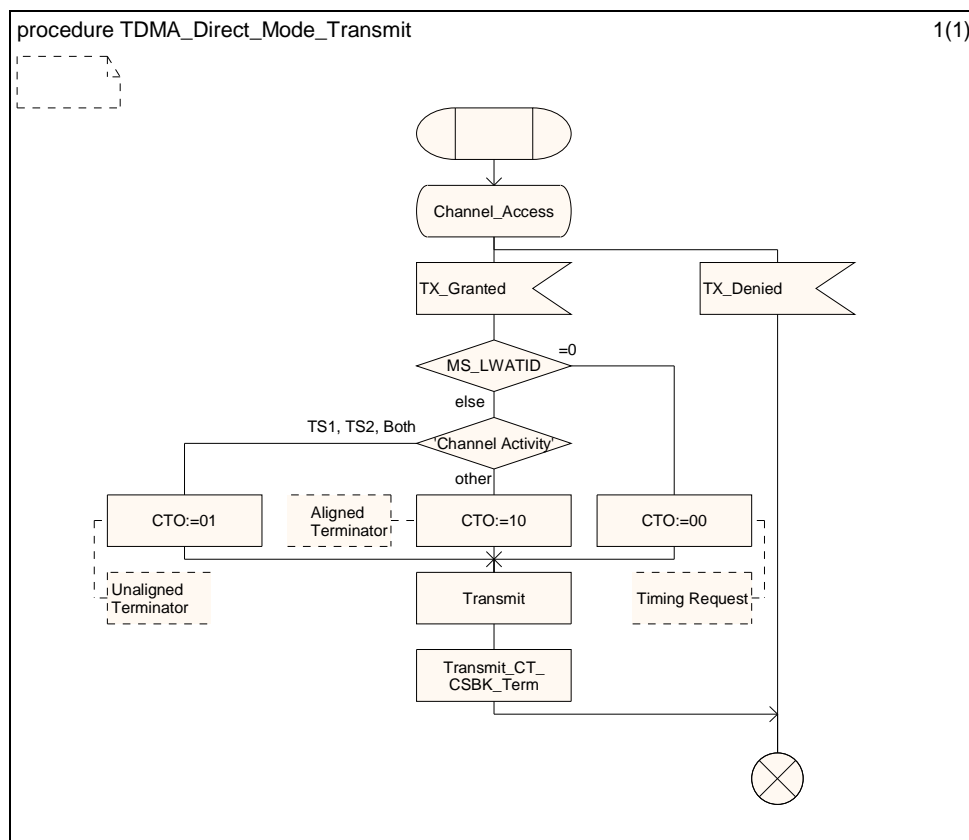 procedure TDMA_Direct_Mode_Transmit
1(1)
Channel_Access
TX_Granted
TX_Denied
MS_LWATID
=0
else
TS1, TS2, Both
'Channel Activity'
other
CTO:=01
Aligned
Terminator
CTO:=10
CTO:=00
Unaligned
Terminator
Transmit
Timing Request
Transmit_CT_
CSBK_Term